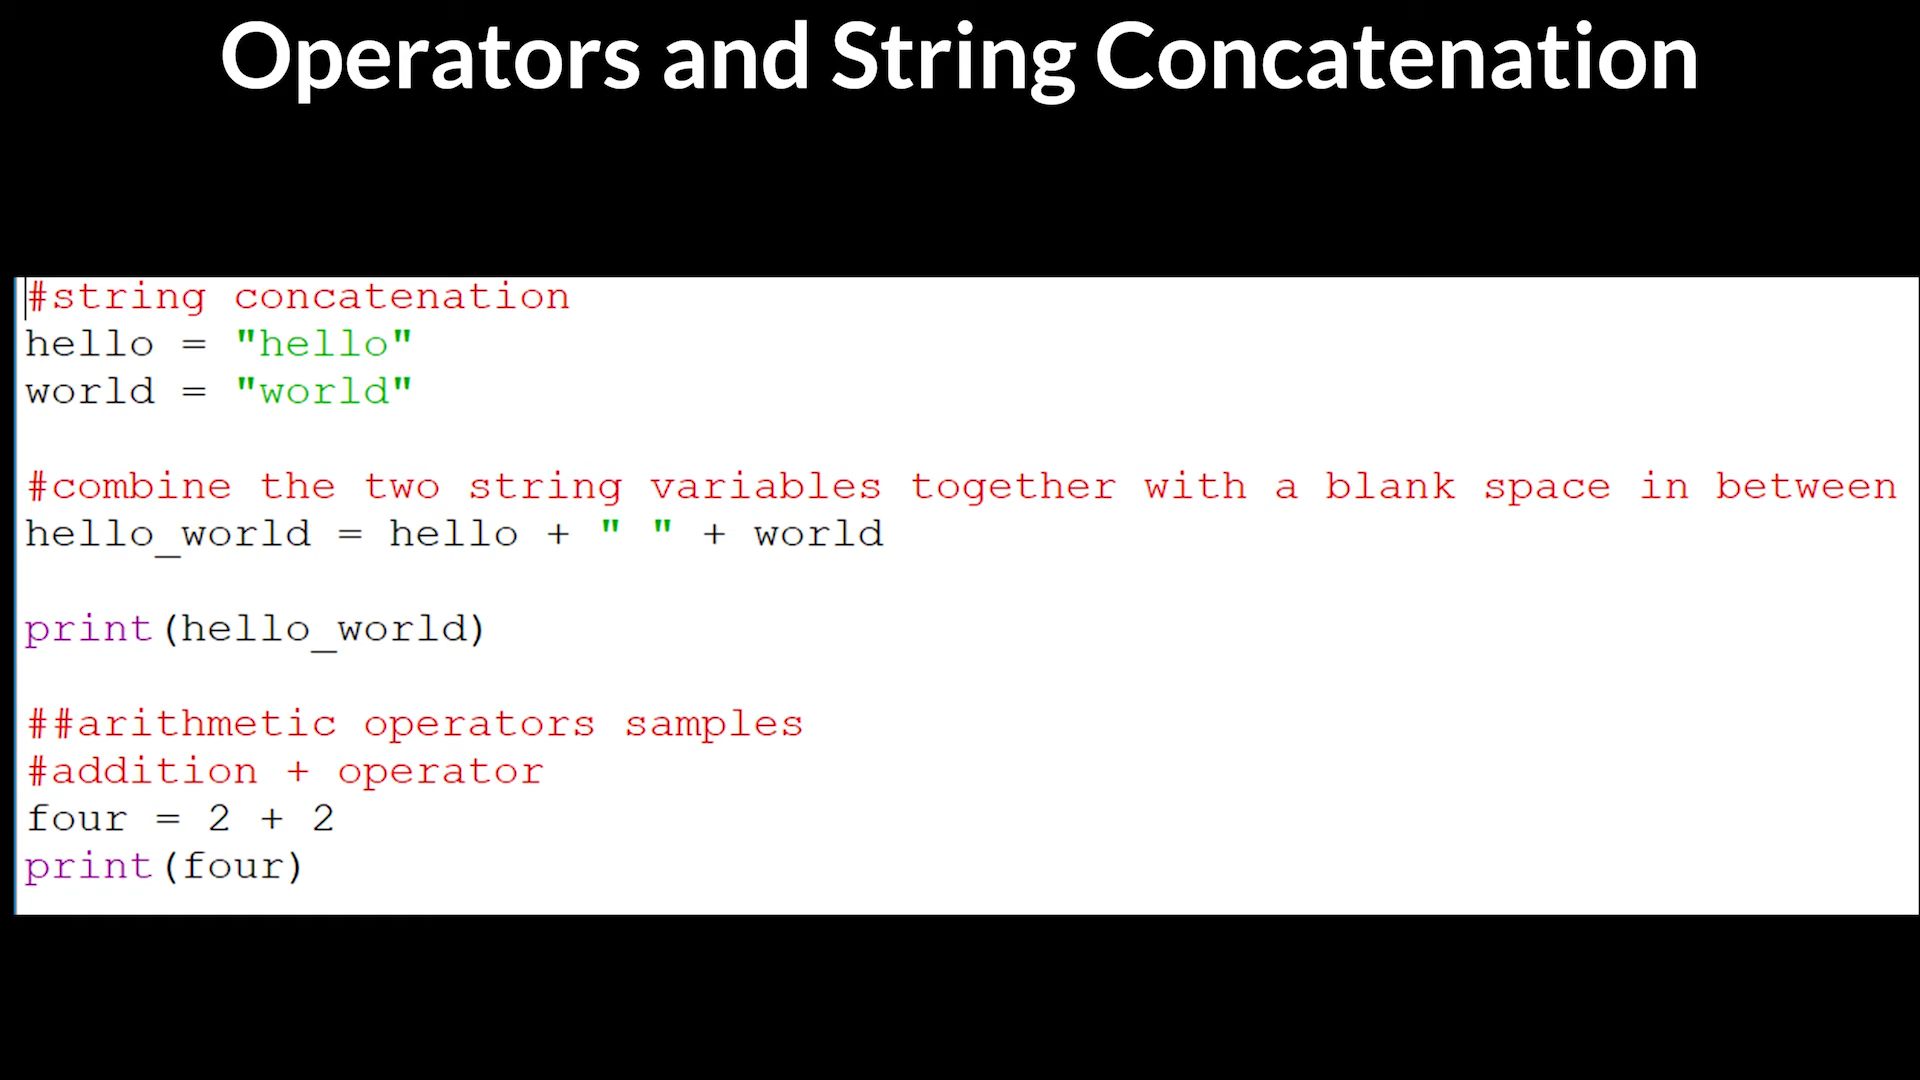 Operators and String Concatenation
#string concatenation
hello = "hello"
world = "world"
#combine the two string variables together with a blank space in between
hello_world = hello + " " + world
print(hello_world)
##arithmetic operators samples
#addition + operator
four = 2 + 2
print(four)